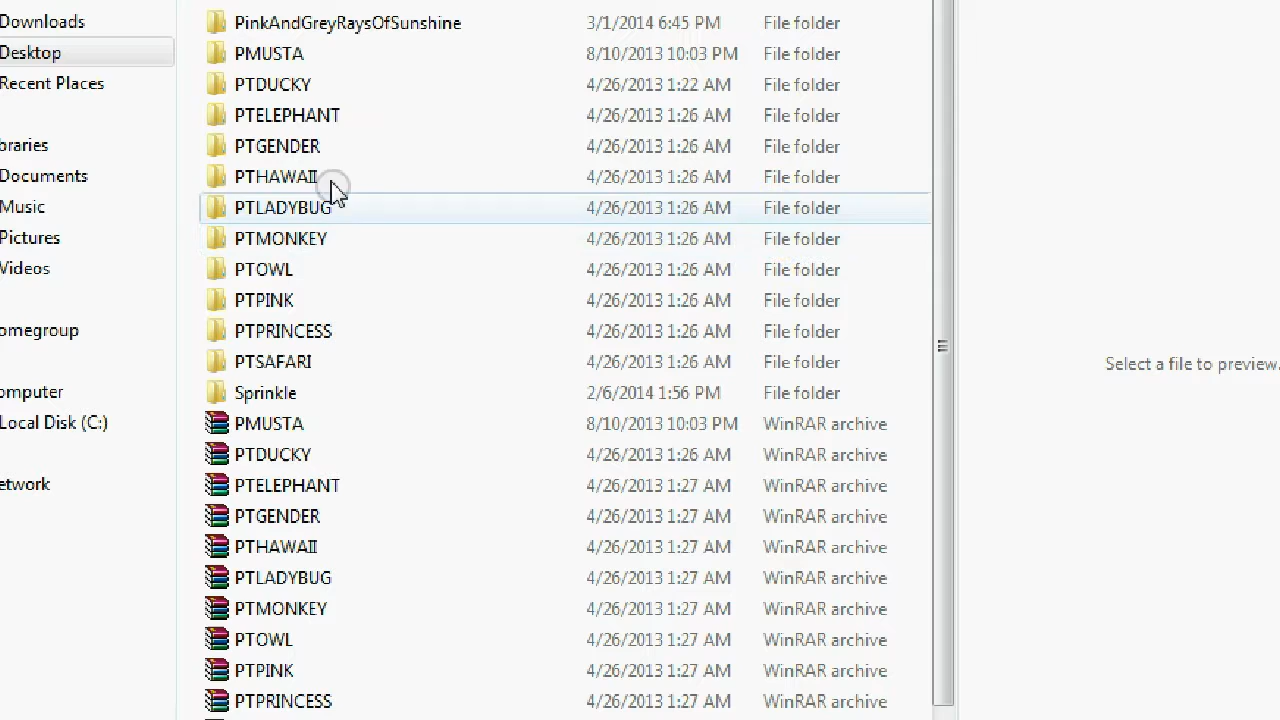 Downloads
Desktop
Recent Places
braries
Documents
Music
Pictures
Videos
omegroup
omputer
Local Disk (C:)
etwork
PinkAndGreyRaysOfSunshine 3/1/2014 6:45 PM File folder
PMUSTA 8/10/2013 10:03 PM File folder
PTDUCKY 4/26/2013 1:22 AM File folder
PTELEPHANT 4/26/2013 1:26 AM File folder
PTGENDER 4/26/2013 1:26 AM File folder
PTHAWAII 4/26/2013 1:26 AM File folder
PTLADYBUG 4/26/2013 1:26 AM File folder
PTMONKEY 4/26/2013 1:26 AM File folder
PTOWL 4/26/2013 1:26 AM File folder
PTPINK 4/26/2013 1:26 AM File folder
PTPRINCESS 4/26/2013 1:26 AM File folder
PTSAFARI 4/26/2013 1:26 AM File folder
Sprinkle 2/6/2014 1:56 PM File folder
PMUSTA 8/10/2013 10:03 PM WinRAR archive
PTDUCKY 4/26/2013 1:27 AM WinRAR archive
PTELEPHANT 4/26/2013 1:27 AM WinRAR archive
PTGENDER 4/26/2013 1:27 AM WinRAR archive
PTHAWAII 4/26/2013 1:27 AM WinRAR archive
PTLADYBUG 4/26/2013 1:27 AM WinRAR archive
PTMONKEY 4/26/2013 1:27 AM WinRAR archive
PTOWL 4/26/2013 1:27 AM WinRAR archive
PTPINK 4/26/2013 1:27 AM WinRAR archive
PTPRINCESS 4/26/2013 1:27 AM WinRAR archive
Select a file to preview.